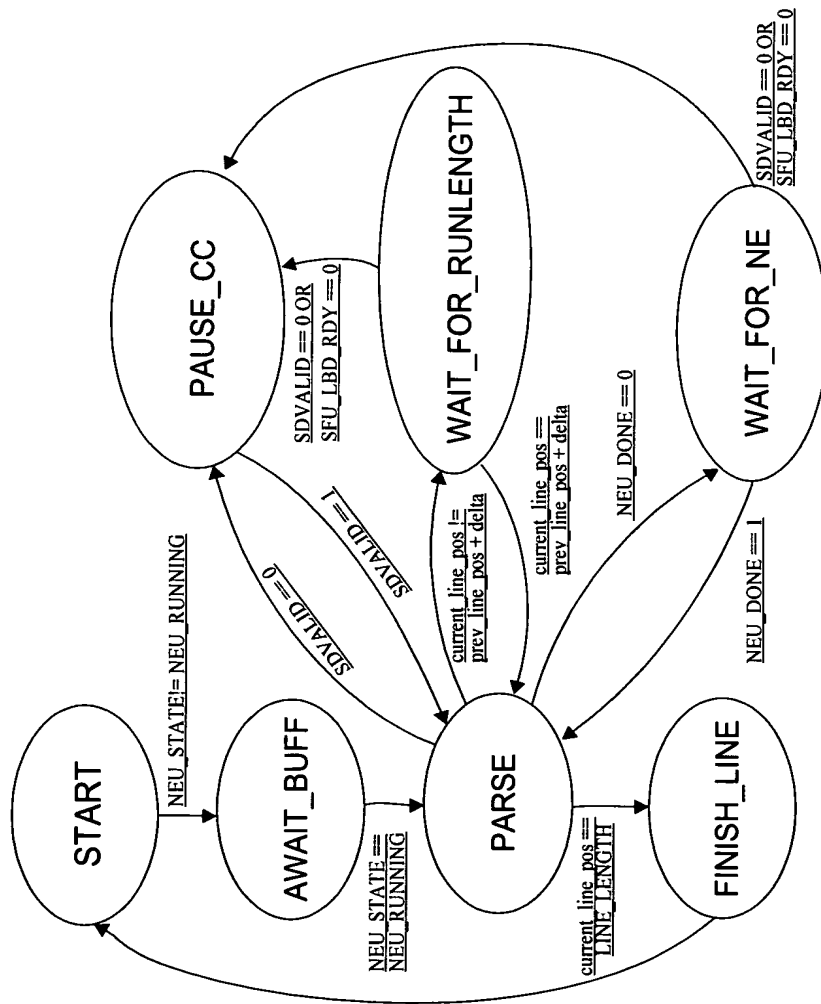 START
NEU_STATE!= NEU_RUNNING
AWAIT_BUFF
NEU_STATE ==
NEU_RUNNING
PARSE
current_line_pos ==
LINE_LENGTH
FINISH_LINE
PAUSE_CC
SDVALID == 1
SDVALID == 0
SDVALID == 0 OR
SFU_LBD_RDY == 0
WAIT_FOR_RUNLENGTH
current_line_pos !=
prev_line_pos + delta
current_line_pos ==
prev_line_pos + delta
NEU_DONE == 0
NEU_DONE == 1
WAIT_FOR_NE
SDVALID == 0 OR
SFU_LBD_RDY == 0